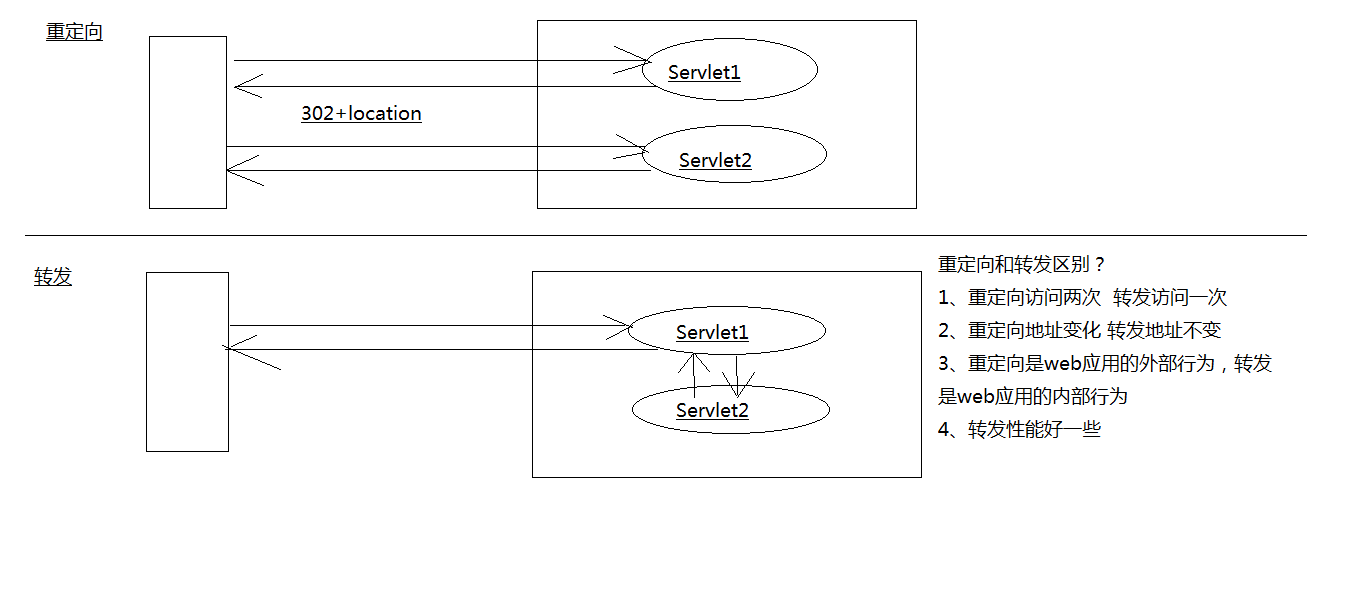 重定向
Servlet1
302+location
Servlet2
转发
Servlet1
Servlet2
重定向和转发区别？
1、重定向访问两次  转发访问一次
2、重定向地址变化 转发地址不变
3、重定向是web应用的外部行为，转发
是web应用的内部行为
4、转发性能好一些